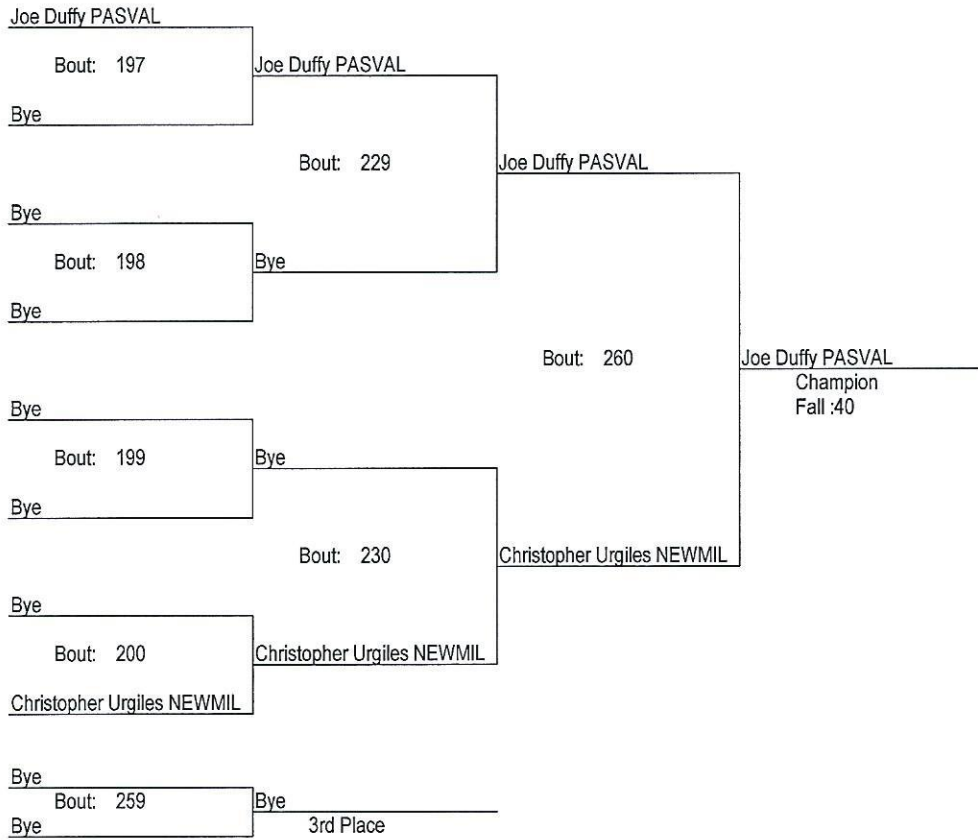 Joe Duffy PASVAL
Bout: 197
Joe Duffy PASVAL
Bye
Bout: 229
Joe Duffy PASVAL
Bye
Bout: 198
Bye
Bye
Bout: 260
Joe Duffy PASVAL
Champion
Fall :40
Bye
Bout: 199
Bye
Bye
Bout: 230
Christopher Urgiles NEWMIL
Bye
Bout: 200
Christopher Urgiles NEWMIL
Christopher Urgiles NEWMIL
Bye
Bout: 259
Bye
Bye
3rd Place